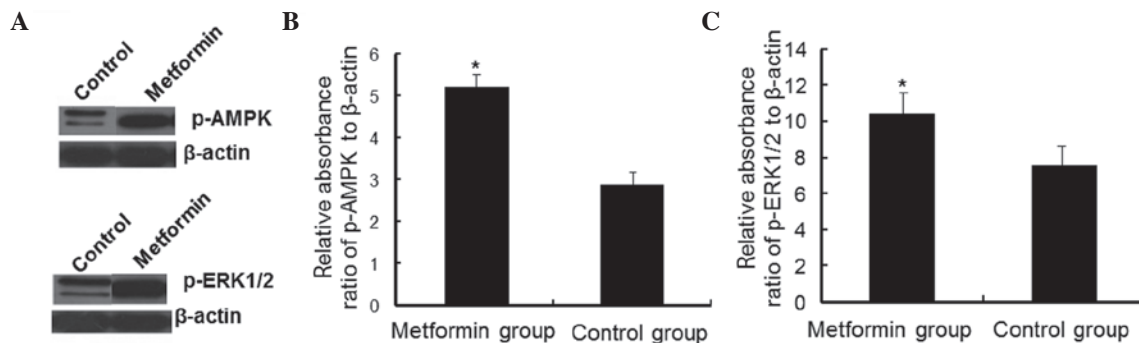 A
Control
Metformin
p-AMPK
β-actin
Control
Metformin
p-ERK1/2
β-actin
B
Relative absorbance
ratio of p-AMPK to β-actin
6
5
4
3
2
1
0
*
Metformin group
Control group
C
Relative absorbance
ratio of p-ERK1/2 to β-actin
14
12
10
8
6
4
2
0
*
Metformin group
Control group